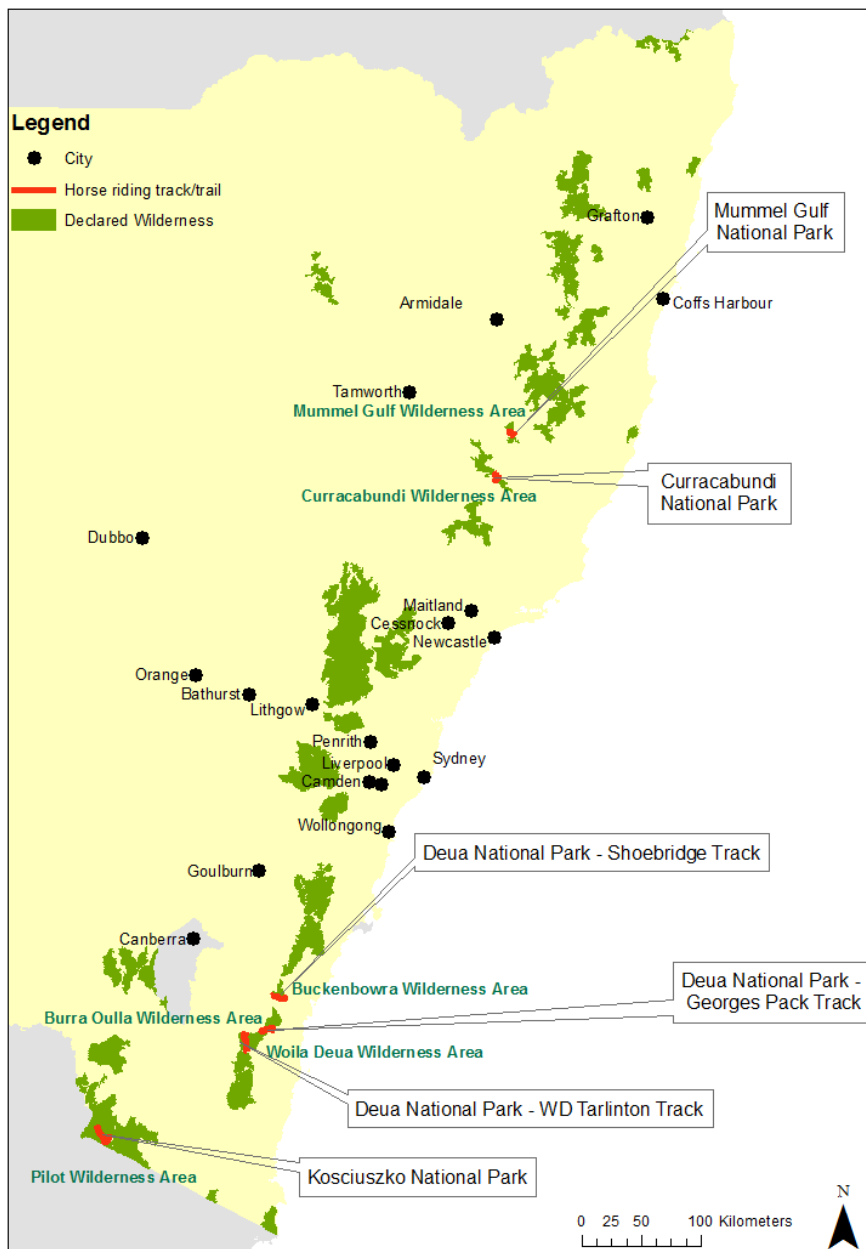 Legend
City
Horse riding track/trail
Declared Wilderness
Mummel Gulf
National Park
Grafton
Coffs Harbour
Armidale
Tamworth
Mummel Gulf Wilderness Area
Curracabundi Wilderness Area
Curracabundi
National Park
Dubbo
Maitland
Cessnock
Newcastle
Orange
Bathurst
Lithgow
Penrith
Liverpool
Sydney
Camden
Wollongong
Deua National Park - Shoebridge Track
Goulburn
Canberra
Buckenbowra Wilderness Area
Deua National Park -
Georges Pack Track
Burra Oulla Wilderness Area
Woila Deua Wilderness Area
Deua National Park - WD Tarlinton Track
Kosciuszko National Park
Pilot Wilderness Area
N
0 25 50 100 Kilometers